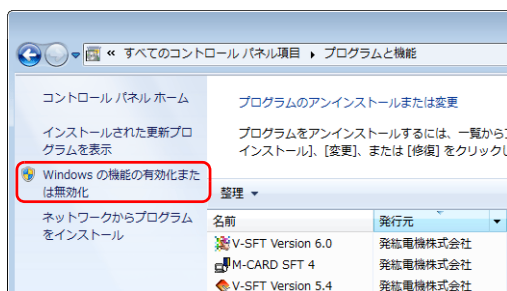 « すべてのコントロール パネル項目 ▸ プログラムと機能
コントロール パネル ホーム
インストールされた更新プロ
グラムを表示
Windows の機能の有効化また
は無効化
ネットワークからプログラム
をインストール
プログラムのアンインストールまたは変更
プログラムをアンインストールするには、一覧から
インストール]、[変更]、または [修復] をクリックし
整理 ▼
名前 発行元
V-SFT Version 6.0 発紘電機株式会社
M-CARD SFT 4 発紘電機株式会社
V-SFT Version 5.4 発紘電機株式会社